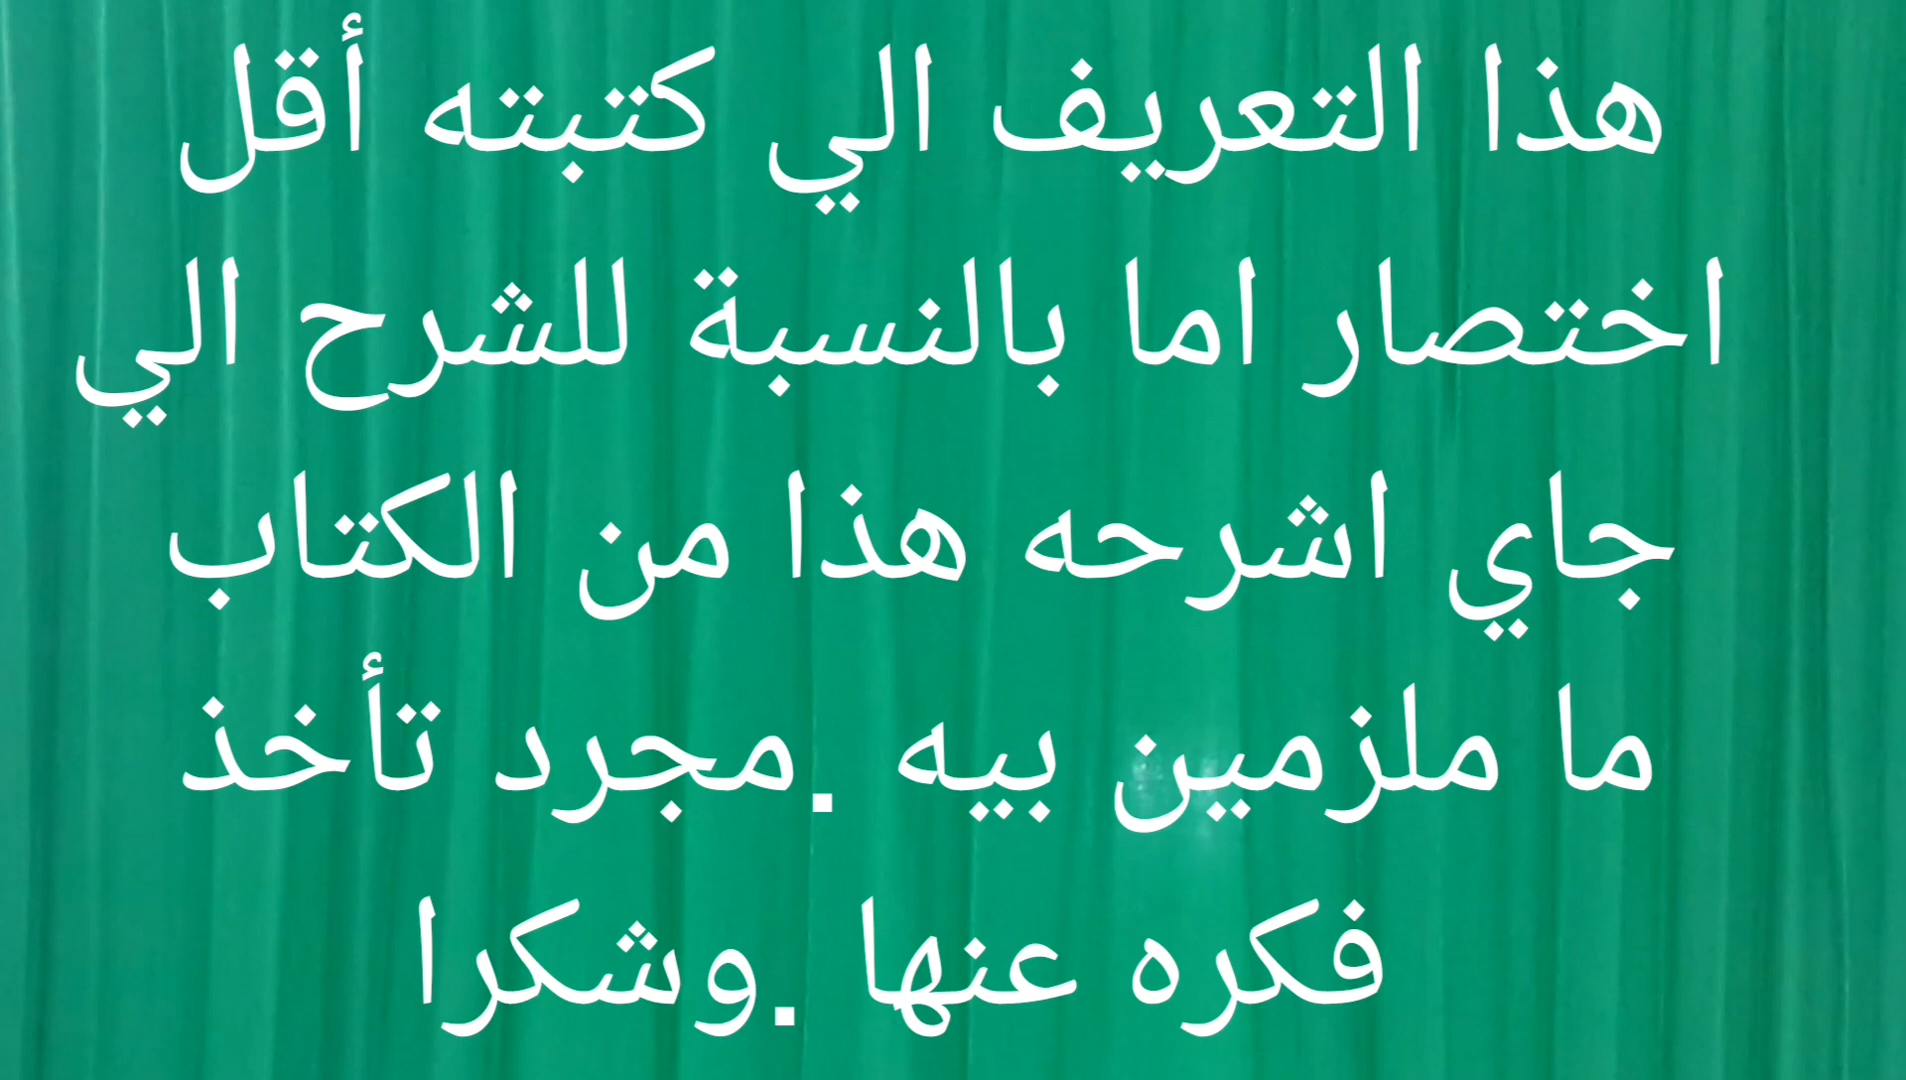 هذا التعريف الي كتبته أقل
اختصار اما بالنسبة للشرح الي
جاي اشرحه هذا من الكتاب
ما ملزمين بيه .مجرد تأخذ
فكره عنها .وشكرا